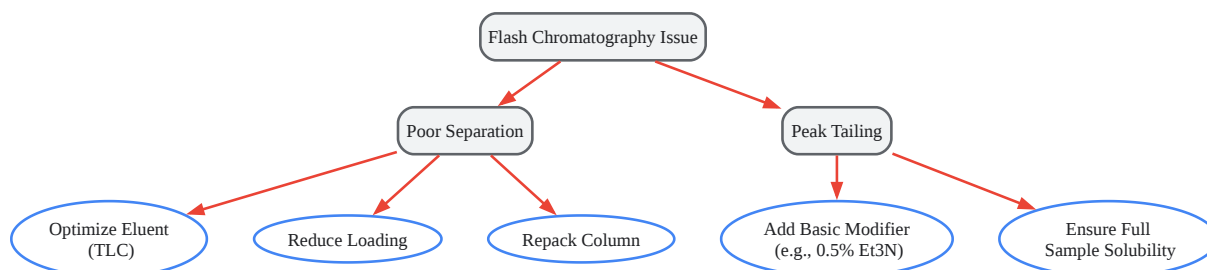 Flash Chromatography Issue
Poor Separation
Peak Tailing
Optimize Eluent
(TLC)
Reduce Loading
Repack Column
Add Basic Modifier
(e.g., 0.5% Et3N)
Ensure Full
Sample Solubility